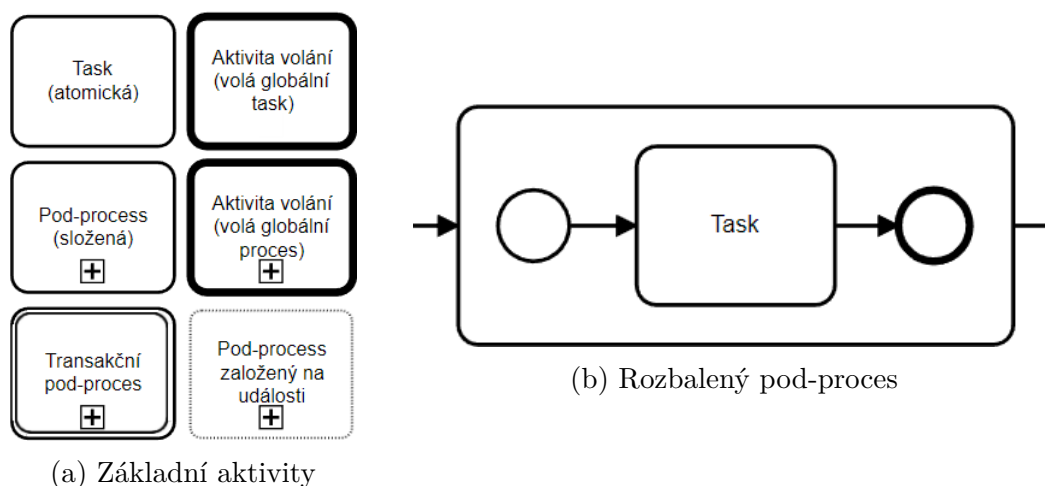 Task
(atomická)
Aktivita volání
(volá globální
task)
Pod-process
(složená)
Aktivita volání
(volá globální
proces)
Transakční
pod-proces
Pod-process
založený na
události
(a) Základní aktivity
Task
(b) Rozbalený pod-proces